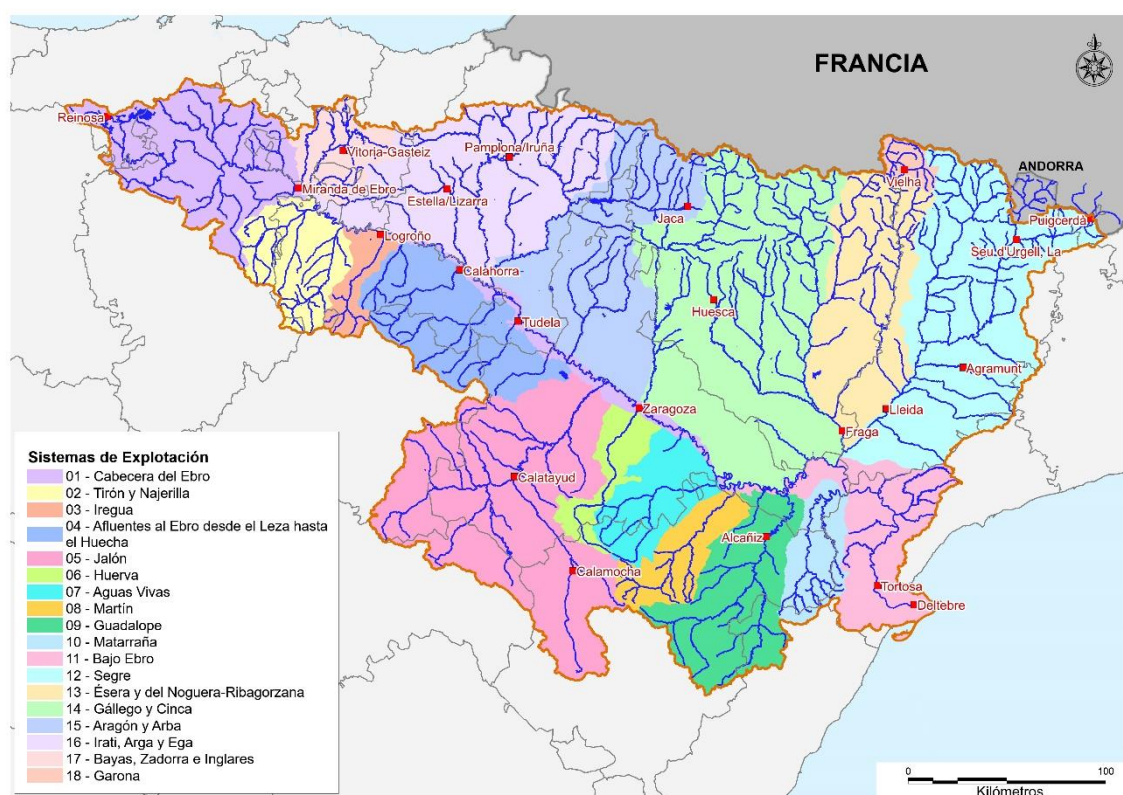 FRANCIA
ANDORRA
Reinosa
Vitoria-Gasteiz
Pamplona/Iruña
Vielha
Miranda de Ebro
Estella/Lizarra
Jaca
Puigcerdá
Logroño
Seu d'Urgell, La
Calahorra
Huesca
Tudela
Agramunt
Zaragoza
Lleida
Fraga
Calatayud
Alcañiz
Calamocha
Tortosa
Deltebre
Sistemas de Explotación
01 - Cabecera del Ebro
02 - Tirón y Najerilla
03 - Iregua
04 - Afluentes al Ebro desde el Leza hasta
el Huecha
05 - Jalón
06 - Huerva
07 - Aguas Vivas
08 - Martín
09 - Guadalope
10 - Matarraña
11 - Bajo Ebro
12 - Segre
13 - Ésera y del Noguera-Ribagorzana
14 - Gállego y Cinca
15 - Aragón y Arba
16 - Irati, Arga y Ega
17 - Bayas, Zadorra e Inglares
18 - Garona
0 100
Kilómetros